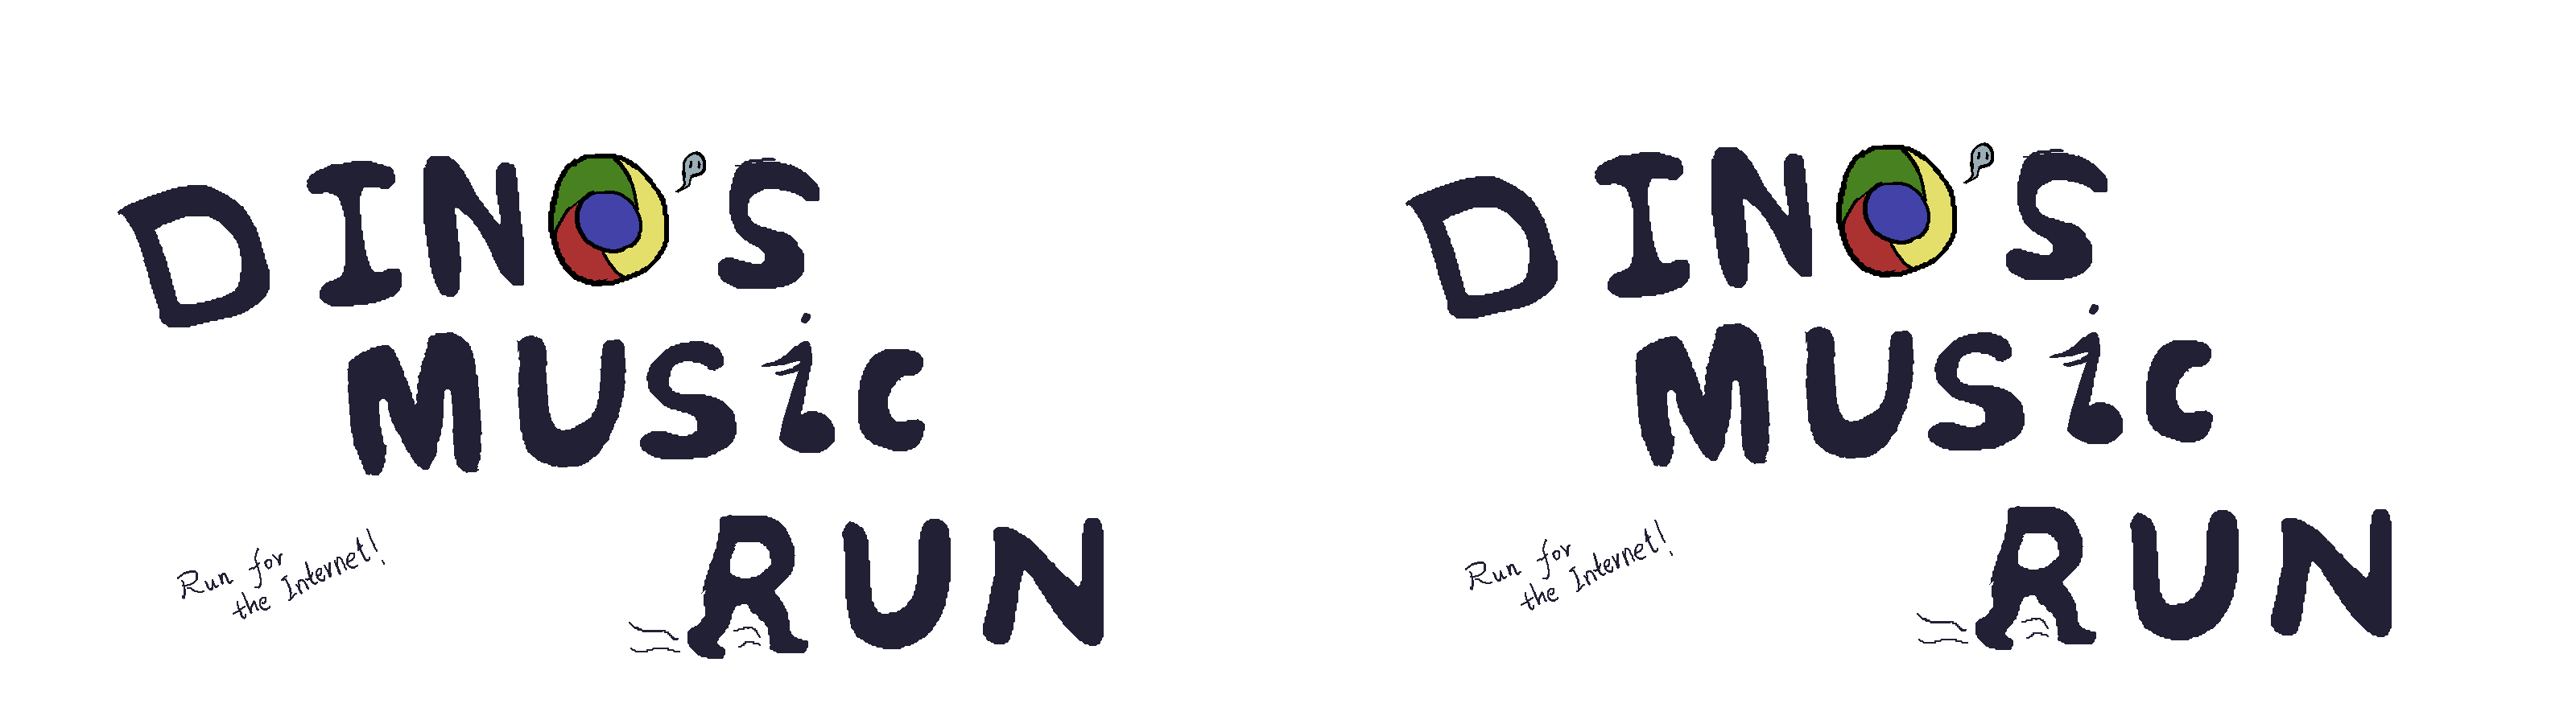 DINO'S
MUSiC
RUN
Run for
the Internet!
DINO'S
MUSiC
RUN
Run for
the Internet!